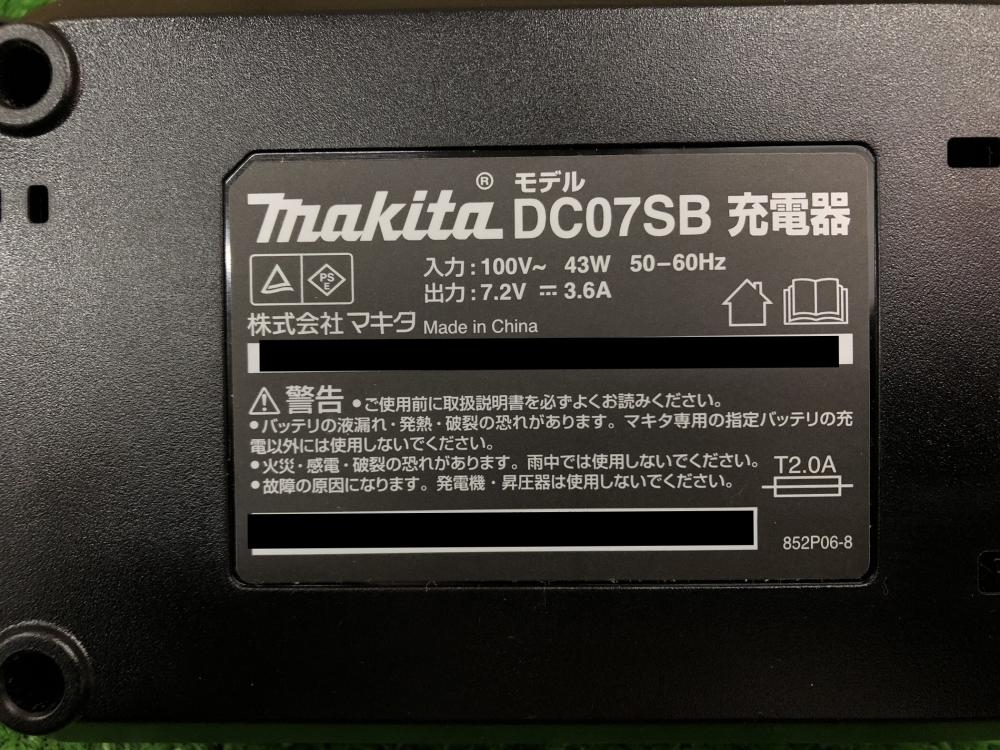 makita® モデル DC07SB 充電器
PS E
入力:100V~ 43W 50-60Hz
出力:7.2V ⎓ 3.6A
株式会社マキタ Made in China
警告 ●ご使用前に取扱説明書を必ずよくお読みください。
●バッテリの液漏れ・発熱・破裂の恐れがあります。マキタ専用の指定バッテリの充
電以外には使用しないでください。
●火災・感電・破裂の恐れがあります。雨中では使用しないでください。
●故障の原因になります。発電機・昇圧器は使用しないでください。
T2.0A
852P06-8